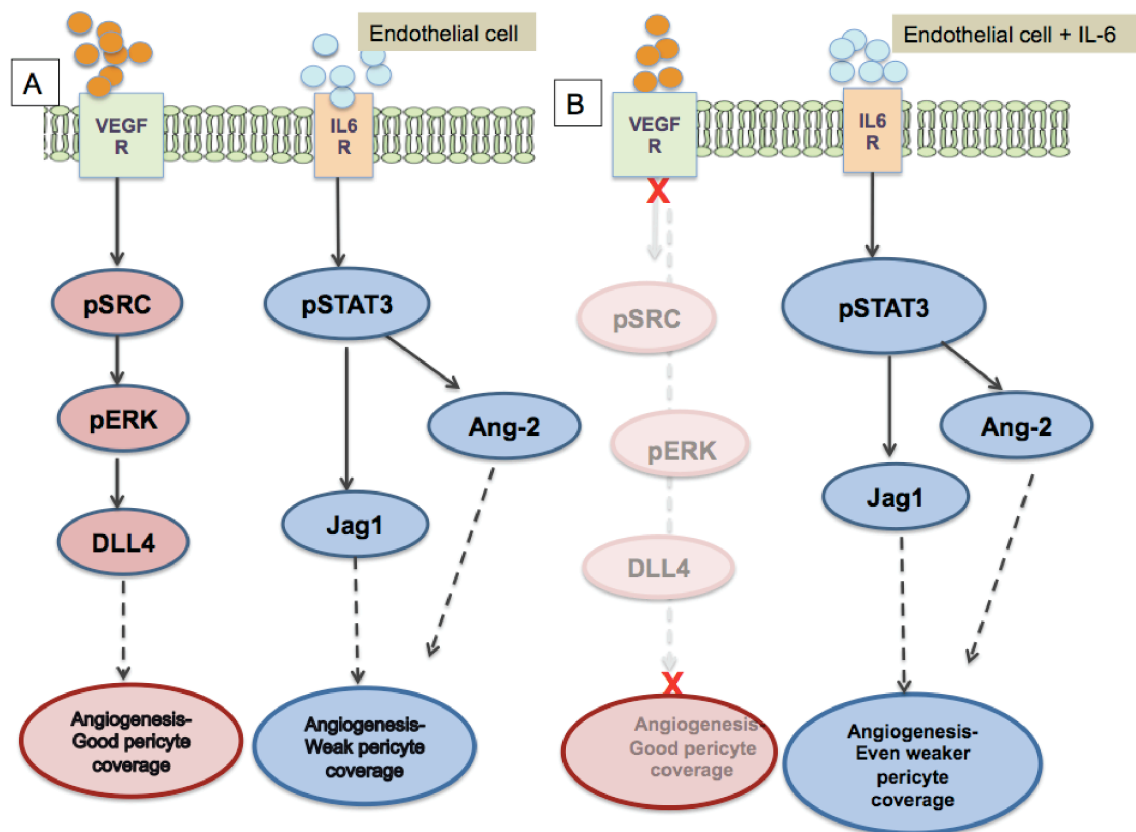 Endothelial cell
A
VEGF
R
IL6
R
pSRC
pSTAT3
pERK
Ang-2
Jag1
DLL4
Angiogenesis-
Good pericyte
coverage
Angiogenesis-
Weak pericyte
coverage
Endothelial cell + IL-6
B
VEGF
R
IL6
R
X
pSRC
pSTAT3
pERK
Ang-2
Jag1
DLL4
X
Angiogenesis-
Good pericyte
coverage
Angiogenesis-
Even weaker
pericyte
coverage